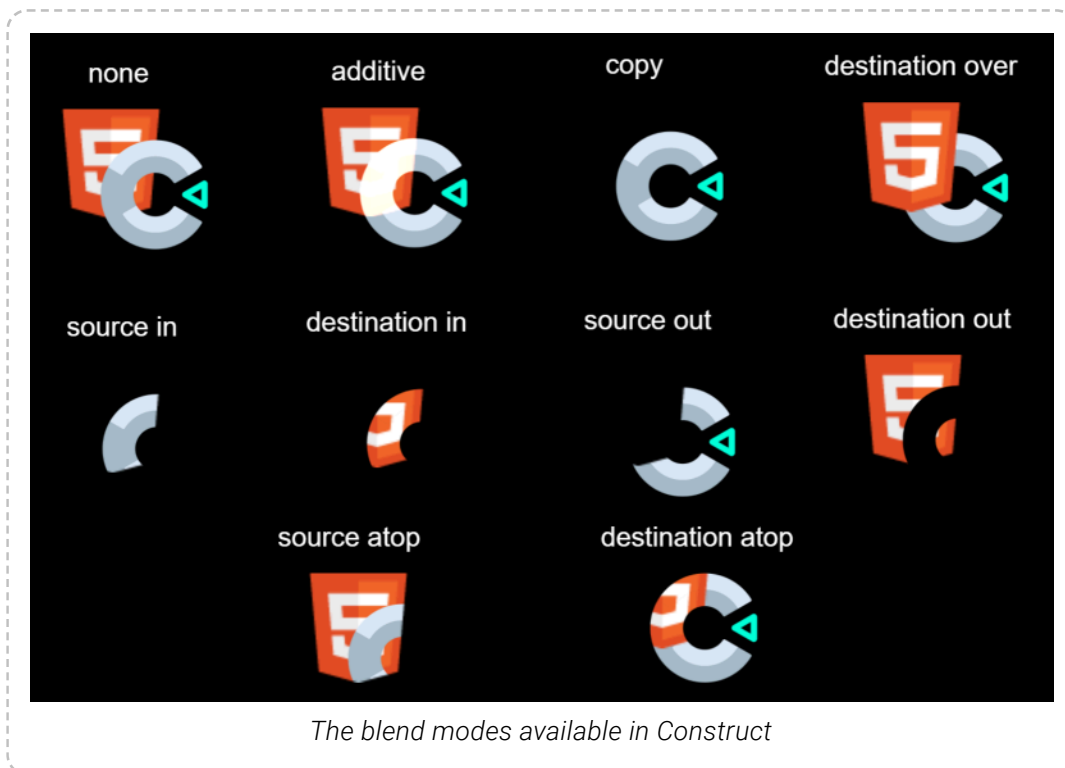 none
additive
copy
destination over
source in
destination in
source out
destination out
source atop
destination atop
The blend modes available in Construct